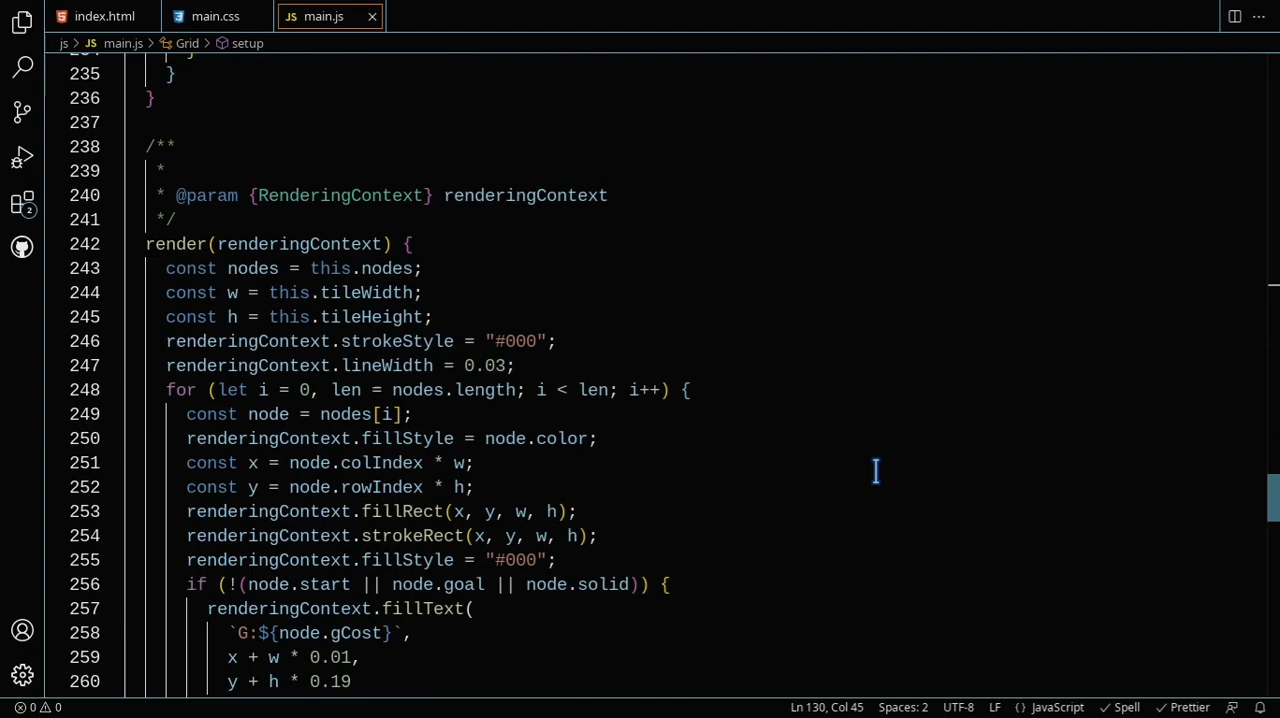 index.html
main.css
JS main.js
js > JS main.js > Grid > setup
235 }
236 }
237
238 /**
239 *
240 * @param {RenderingContext} renderingContext
241 */
242 render(renderingContext) {
243 const nodes = this.nodes;
244 const w = this.tileWidth;
245 const h = this.tileHeight;
246 renderingContext.strokeStyle = "#000";
247 renderingContext.lineWidth = 0.03;
248 for (let i = 0, len = nodes.length; i < len; i++) {
249 const node = nodes[i];
250 renderingContext.fillStyle = node.color;
251 const x = node.colIndex * w;
252 const y = node.rowIndex * h;
253 renderingContext.fillRect(x, y, w, h);
254 renderingContext.strokeRect(x, y, w, h);
255 renderingContext.fillStyle = "#000";
256 if (!(node.start || node.goal || node.solid)) {
257 renderingContext.fillText(
258 `G:${node.gCost}`,
259 x + w * 0.01,
260 y + h * 0.19
2
0 0 Ln 130, Col 45 Spaces: 2 UTF-8 LF {} JavaScript Spell Prettier